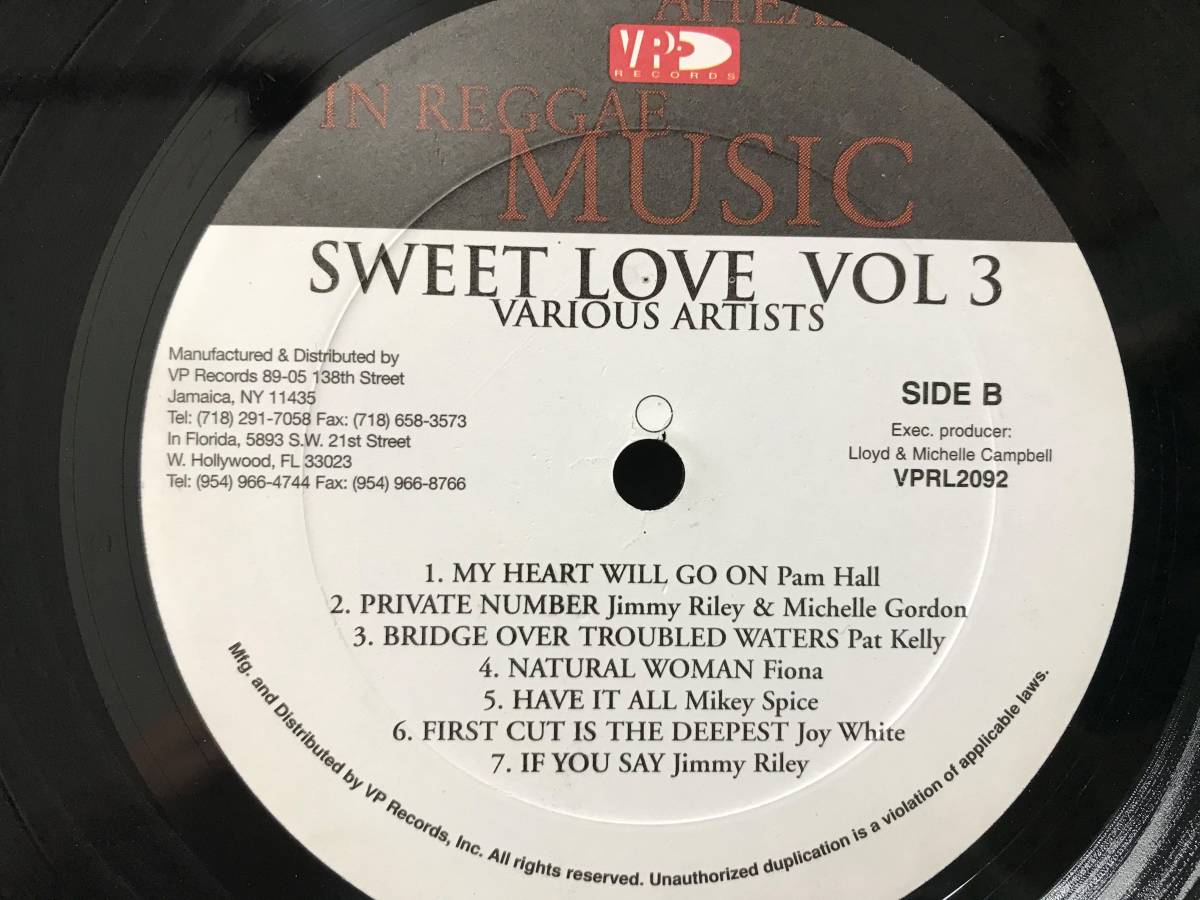 AHEAD
VP
RECORDS
IN REGGAE
MUSIC
SWEET LOVE VOL 3
VARIOUS ARTISTS
Manufactured & Distributed by
VP Records 89-05 138th Street
Jamaica, NY 11435
Tel: (718) 291-7058 Fax: (718) 658-3573
In Florida, 5893 S.W. 21st Street
W. Hollywood, FL 33023
Tel: (954) 966-4744 Fax: (954) 966-8766
SIDE B
Exec. producer:
Lloyd & Michelle Campbell
VPRL2092
1. MY HEART WILL GO ON Pam Hall
2. PRIVATE NUMBER Jimmy Riley & Michelle Gordon
3. BRIDGE OVER TROUBLED WATERS Pat Kelly
4. NATURAL WOMAN Fiona
5. HAVE IT ALL Mikey Spice
6. FIRST CUT IS THE DEEPEST Joy White
7. IF YOU SAY Jimmy Riley
Mfg. and Distributed by VP Records, Inc. All rights reserved. Unauthorized duplication is a violation of applicable laws.